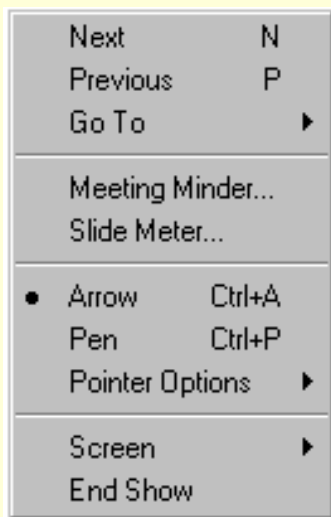 Next N
Previous P
Go To
Meeting Minder...
Slide Meter...
Arrow Ctrl+A
Pen Ctrl+P
Pointer Options
Screen
End Show